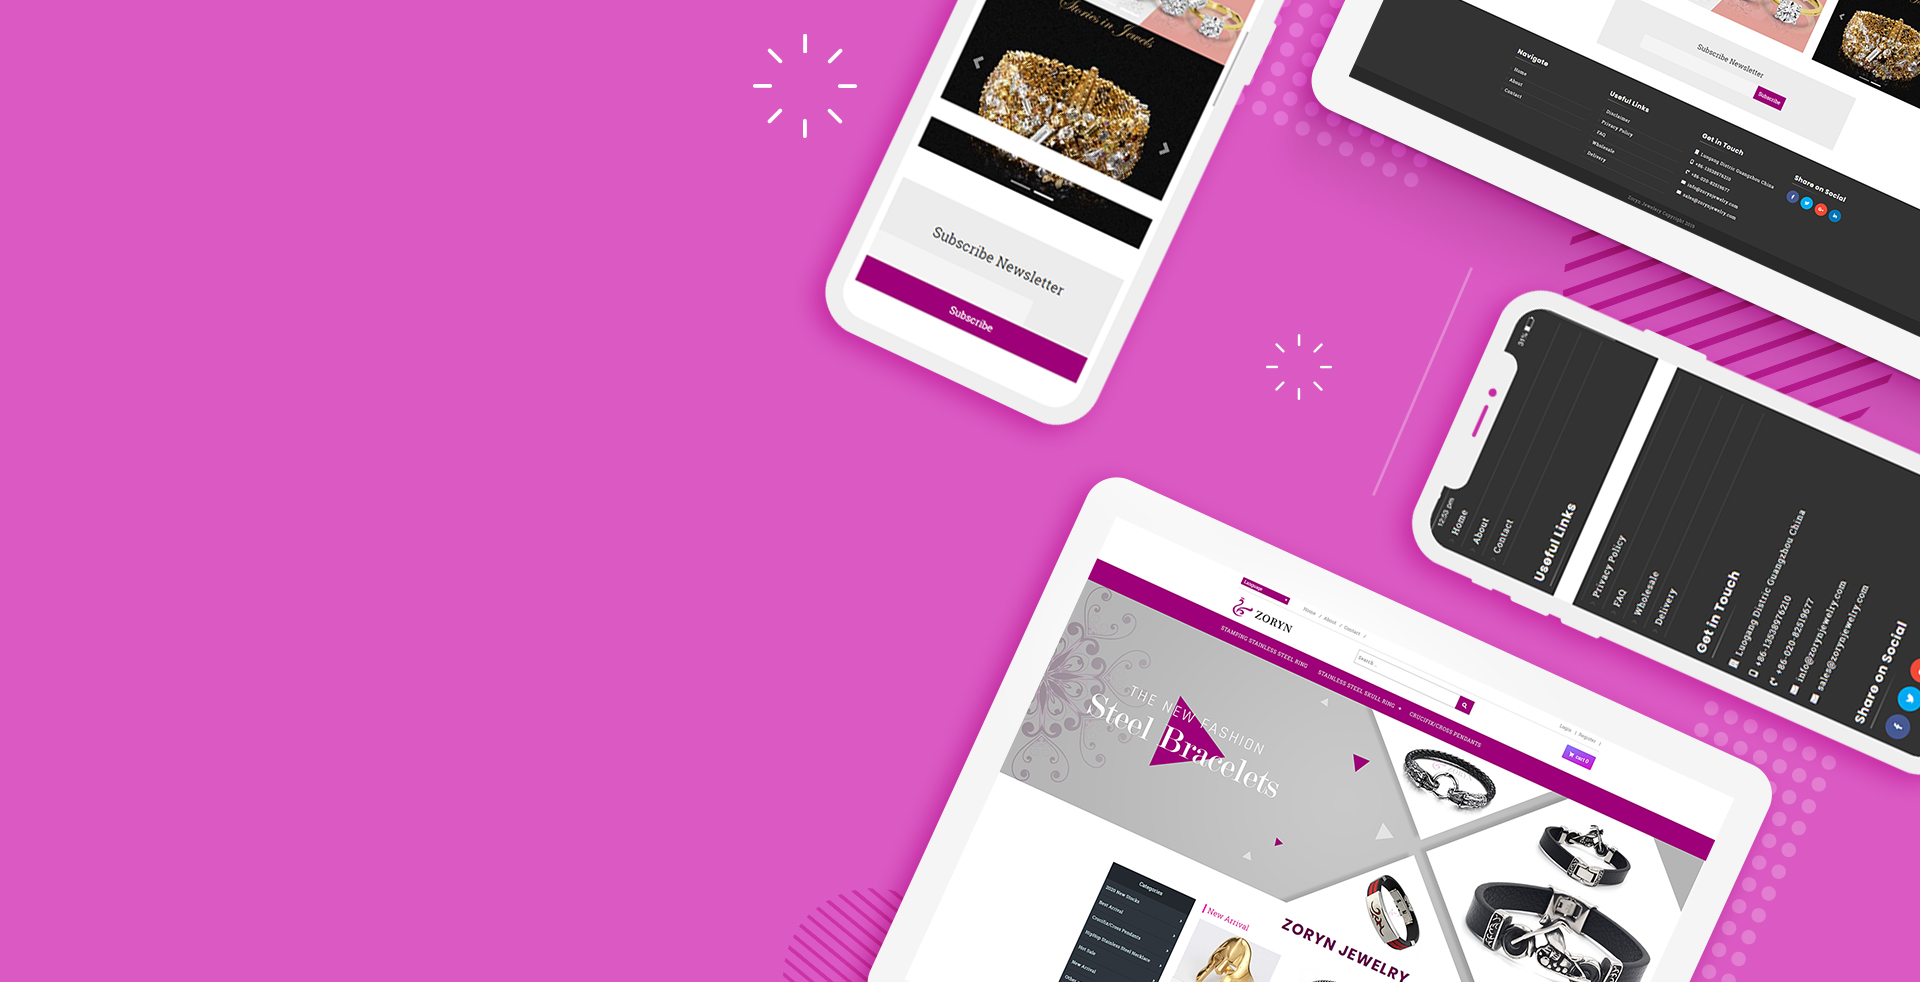 Stories in Jewels
Subscribe Newsletter
Subscribe
Subscribe Newsletter
Subscribe
Navigate
Home
About
Contact
Useful Links
Disclaimer
Privacy Policy
FAQ
Wholesale
Delivery
Get In Touch
Luogang Distric Guangzhou China
+86-13538976210
+86-020-82519677
info@zorynjewelry.com
sales@zorynjewelry.com
Share on Social
Zoryn Jewelery Copyright 2019
31%
12:53 pm
Home
About
Contact
Useful Links
Privacy Policy
FAQ
Wholesale
Delivery
Get in Touch
Luogang Distric Guangzhou China
+86-13538976210
+86-020-82519677
info@zorynjewelry.com
sales@zorynjewelry.com
Share on Social
Language
ZORYN
Home / About / Contact /
Search ..
Login / Register /
cart 0
STAMPING STAINLESS STEEL RING
STAINLESS STEEL SKULL RING
CRUCIFIX/CROSS PENDANTS
THE NEW FASHION
Steel Bracelets
Categories
2020 New Stocks
Best Arrival
Crucifix/Cross Pendants
HipHop Stainless Steel Necklace
Hot Sale
New Arrival
New Arrival
ZORYN JEWELRY